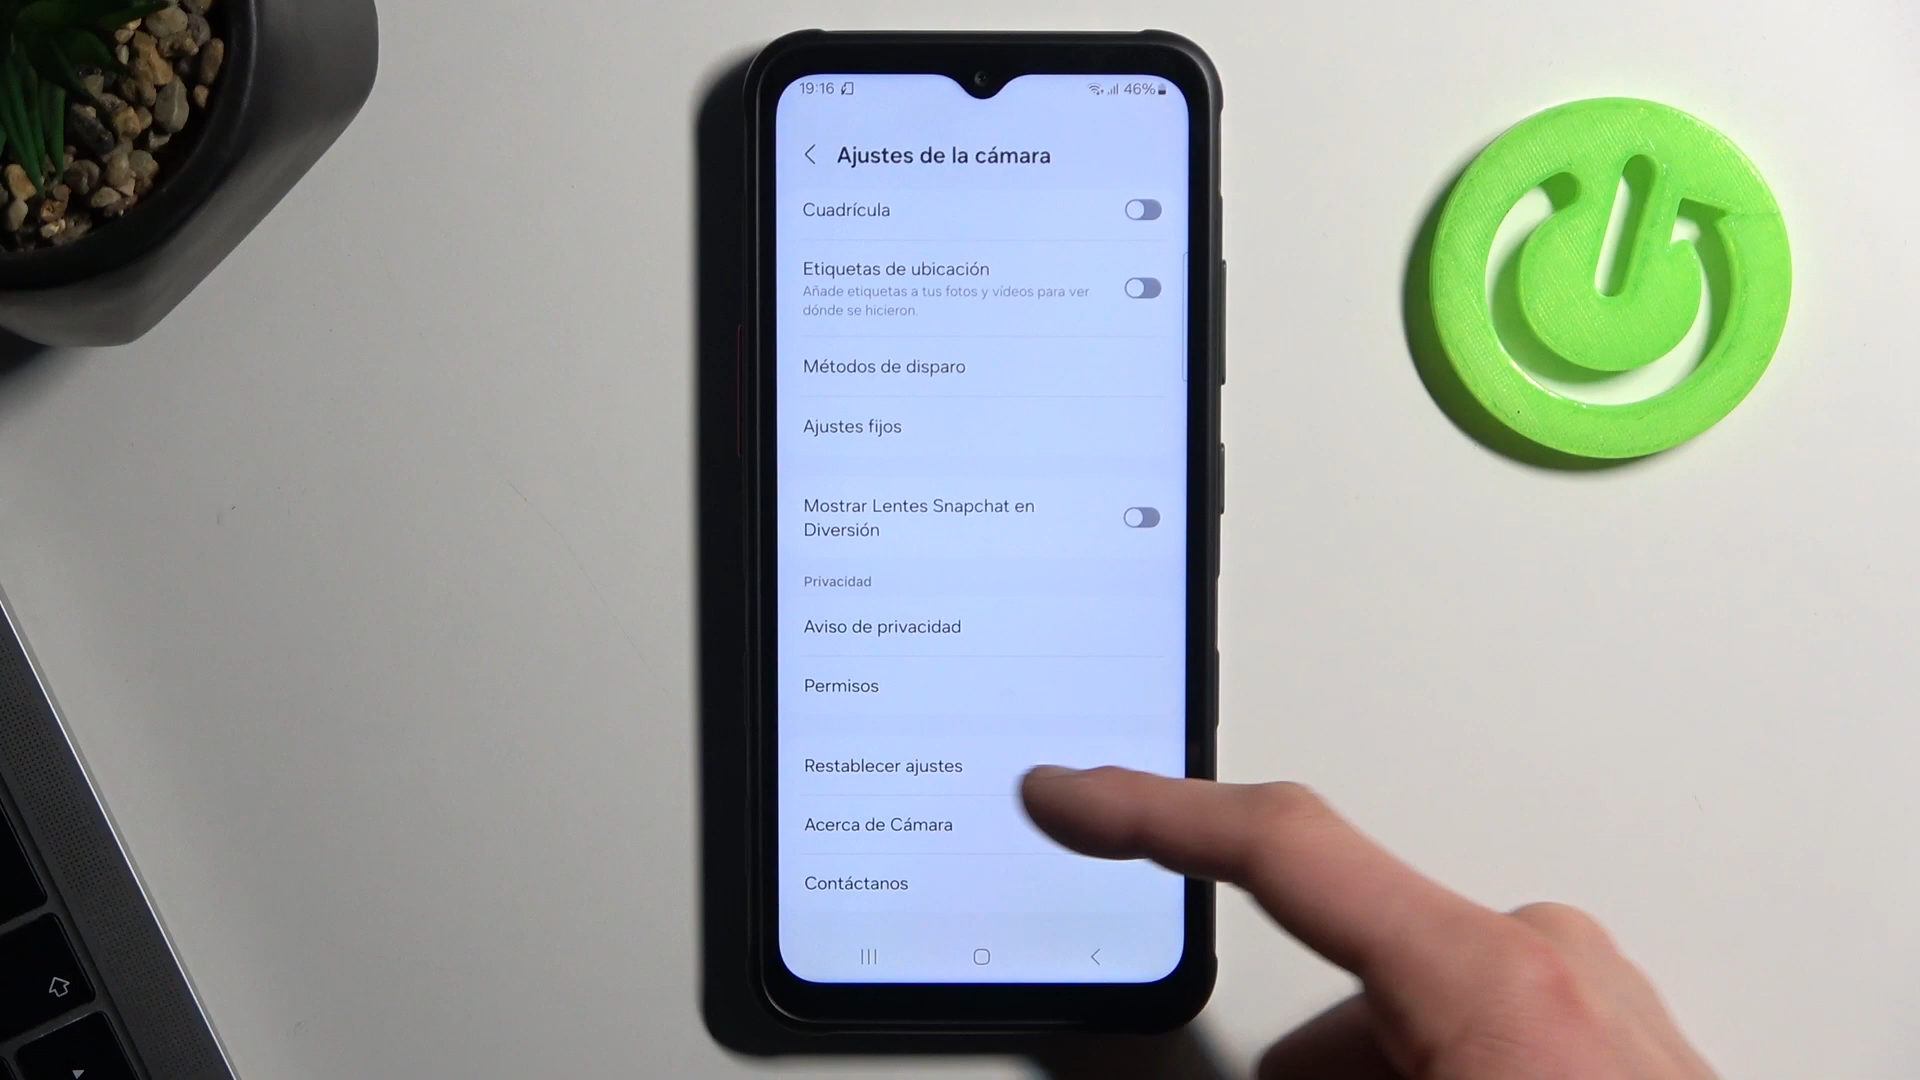 19:16
46%
Ajustes de la cámara
Cuadrícula
Etiquetas de ubicación
Añade etiquetas a tus fotos y vídeos para ver
dónde se hicieron.
Métodos de disparo
Ajustes fijos
Mostrar Lentes Snapchat en
Diversión
Privacidad
Aviso de privacidad
Permisos
Restablecer ajustes
Acerca de Cámara
Contáctanos